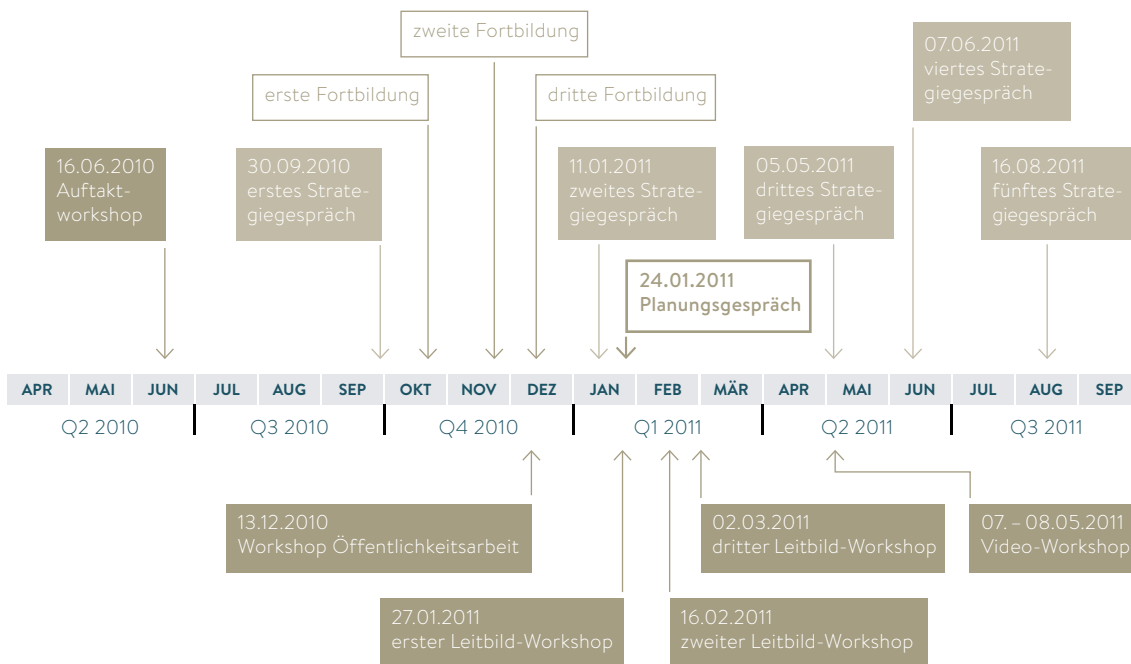 zweite Fortbildung
erste Fortbildung
dritte Fortbildung
07.06.2011
viertes Strate-
giegespräch
16.06.2010
Auftakt-
workshop
30.09.2010
erstes Strate-
giegespräch
11.01.2011
zweites Strate-
giegespräch
05.05.2011
drittes Strate-
giegespräch
16.08.2011
fünftes Strate-
giegespräch
24.01.2011
Planungsgespräch
APR MAI JUN JUL AUG SEP OKT NOV DEZ JAN FEB MÄR APR MAI JUN JUL AUG SEP
Q2 2010 Q3 2010 Q4 2010 Q1 2011 Q2 2011 Q3 2011
13.12.2010
Workshop Öffentlichkeitsarbeit
02.03.2011
dritter Leitbild-Workshop
07. – 08.05.2011
Video-Workshop
27.01.2011
erster Leitbild-Workshop
16.02.2011
zweiter Leitbild-Workshop